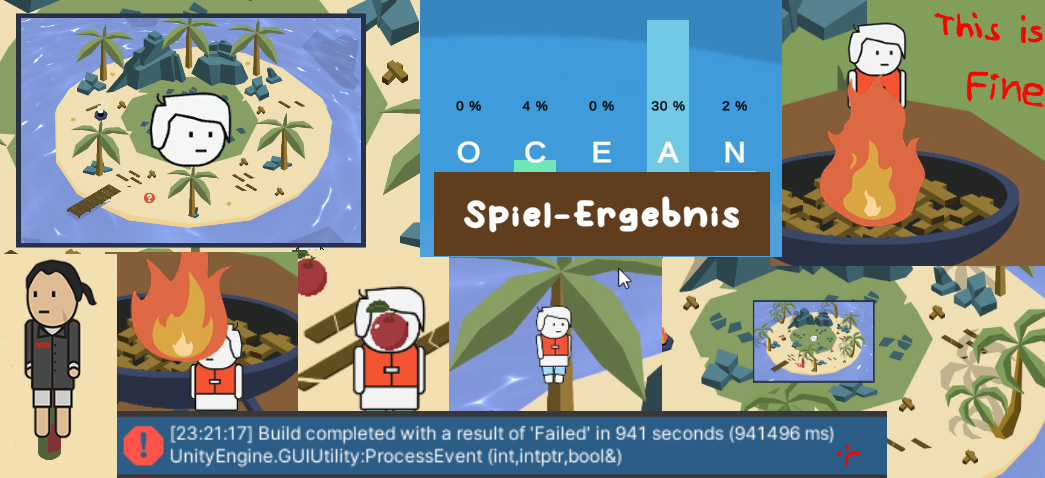 This is
Fine
0 %
4 %
0 %
30 %
2 %
O
C
E
A
N
Spiel-Ergebnis
[23:21:17] Build completed with a result of 'Failed' in 941 seconds (941496 ms)
UnityEngine.GUIUtility:ProcessEvent (int,intptr,bool&)